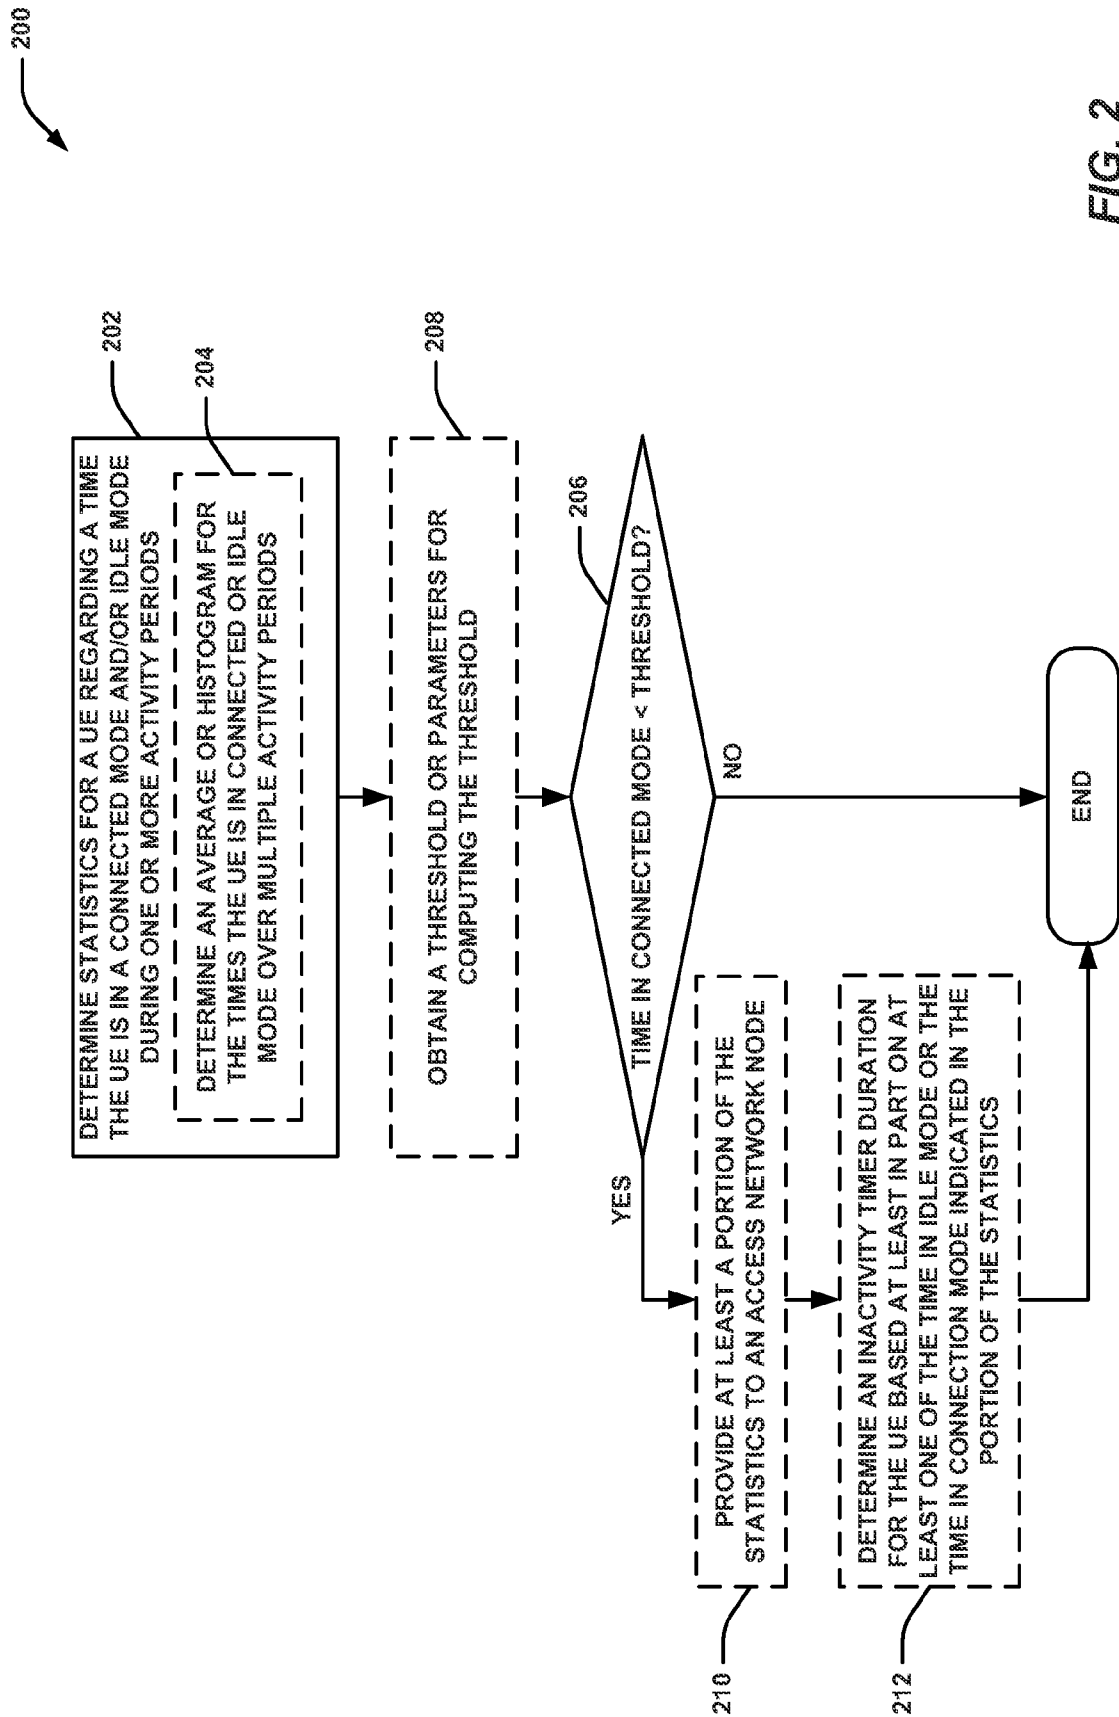 200
DETERMINE STATISTICS FOR A UE REGARDING A TIME
THE UE IS IN A CONNECTED MODE AND/OR IDLE MODE
DURING ONE OR MORE ACTIVITY PERIODS
202
DETERMINE AN AVERAGE OR HISTOGRAM FOR
THE TIMES THE UE IS IN CONNECTED OR IDLE
MODE OVER MULTIPLE ACTIVITY PERIODS
204
OBTAIN A THRESHOLD OR PARAMETERS FOR
COMPUTING THE THRESHOLD
208
TIME IN CONNECTED MODE < THRESHOLD?
206
YES
NO
PROVIDE AT LEAST A PORTION OF THE
STATISTICS TO AN ACCESS NETWORK NODE
210
DETERMINE AN INACTIVITY TIMER DURATION
FOR THE UE BASED AT LEAST IN PART ON AT
LEAST ONE OF THE TIME IN IDLE MODE OR THE
TIME IN CONNECTION MODE INDICATED IN THE
PORTION OF THE STATISTICS
212
END
FIG. 2